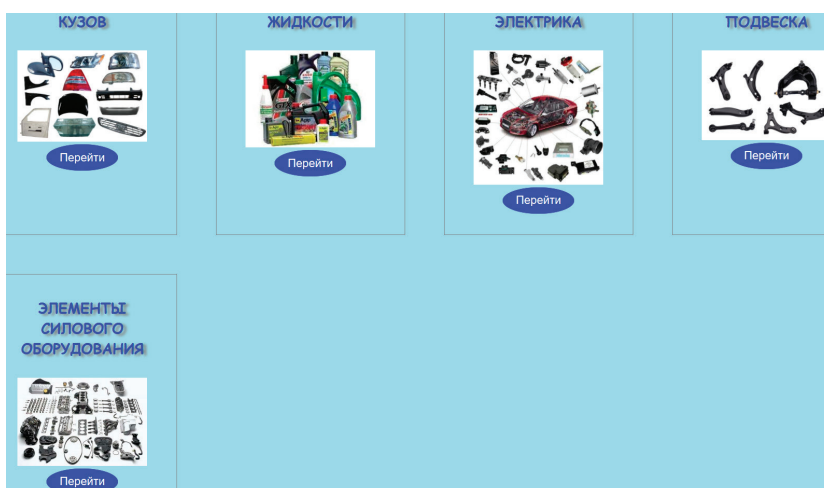 КУЗОВ
ЖИДКОСТИ
ЭЛЕКТРИКА
ПОДВЕСКА
Перейти
Перейти
Перейти
Перейти
ЭЛЕМЕНТЫ
СИЛОВОГО
ОБОРУДОВАНИЯ
Перейти